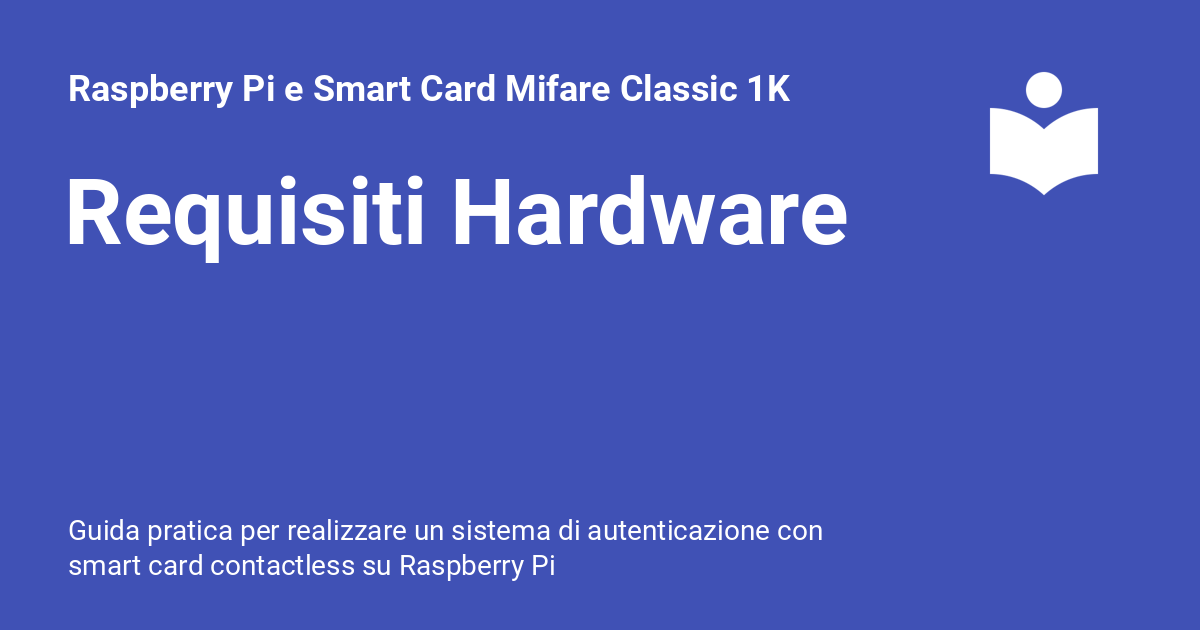 Raspberry Pi e Smart Card Mifare Classic 1K
Requisiti Hardware
Guida pratica per realizzare un sistema di autenticazione con
smart card contactless su Raspberry Pi